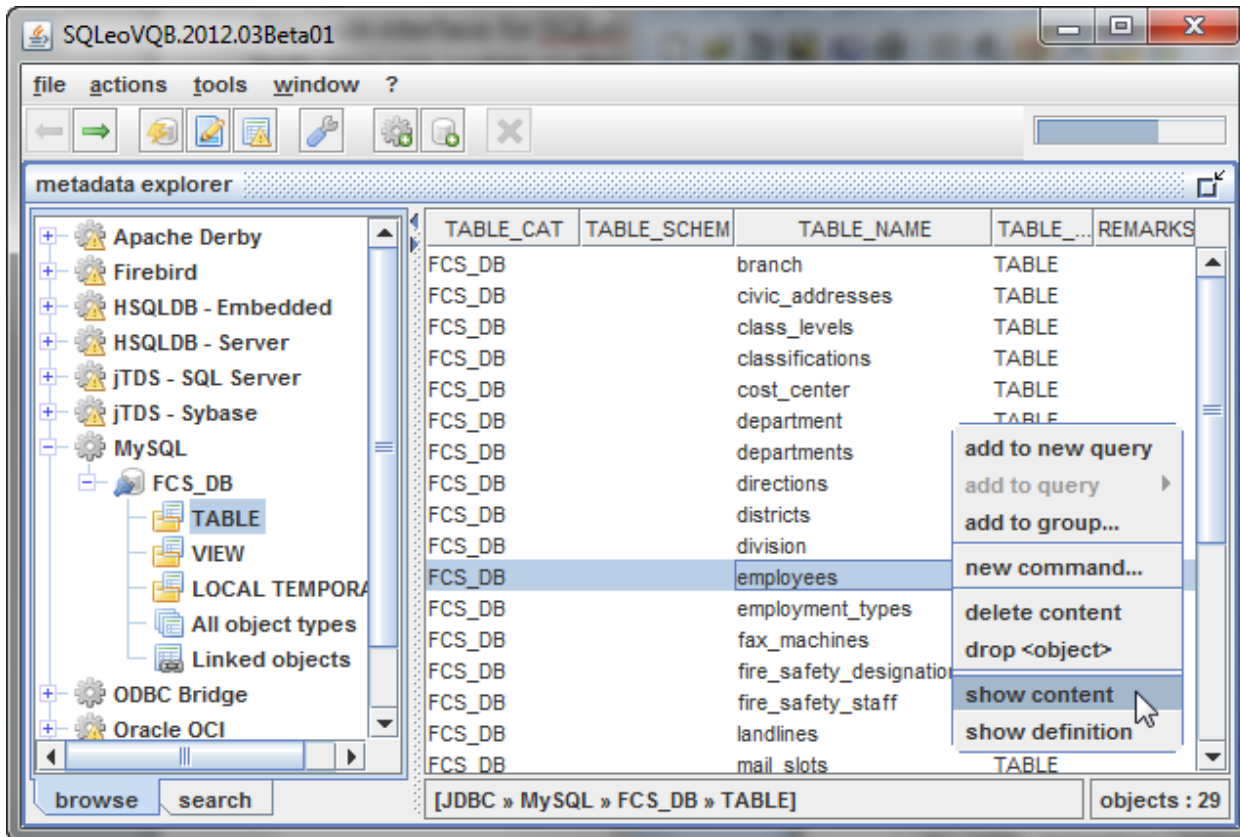 SQLeoVQB.2012.03Beta01
file actions tools window ?
metadata explorer
Apache Derby
Firebird
HSQLDB - Embedded
HSQLDB - Server
jTDS - SQL Server
jTDS - Sybase
MySQL
FCS_DB
TABLE
VIEW
LOCAL TEMPORA
All object types
Linked objects
ODBC Bridge
Oracle OCI
browse search
TABLE_CAT TABLE_SCHEM TABLE_NAME TABLE_... REMARKS
FCS_DB branch TABLE
FCS_DB civic_addresses TABLE
FCS_DB class_levels TABLE
FCS_DB classifications TABLE
FCS_DB cost_center TABLE
FCS_DB department TABLE
FCS_DB departments
FCS_DB directions
FCS_DB districts
FCS_DB division
FCS_DB employees
FCS_DB employment_types
FCS_DB fax_machines
FCS_DB fire_safety_designation
FCS_DB fire_safety_staff
FCS_DB landlines
FCS_DB mail_slots TABLE
add to new query
add to query
add to group...
new command...
delete content
drop <object>
show content
show definition
[JDBC » MySQL » FCS_DB » TABLE] objects : 29